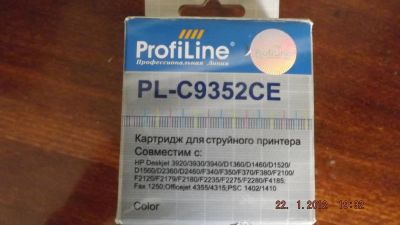 ProfiLine
Профессиональная Линия
ProfiLine
PL-C9352CE
Картридж для струйного принтера
Совместим с:
HP Deskjet 3920/3930/3940/D1360/D1460/D1520/
D1560/D2360/D2460/F340/F350/F370/F380/F2100/
F2120/F2179/F2180/F2235/F2275/F2280/F4185;
Fax 1250;Officejet 4355/4315;PSC 1402/1410
Color
22. 1.2012 19:32